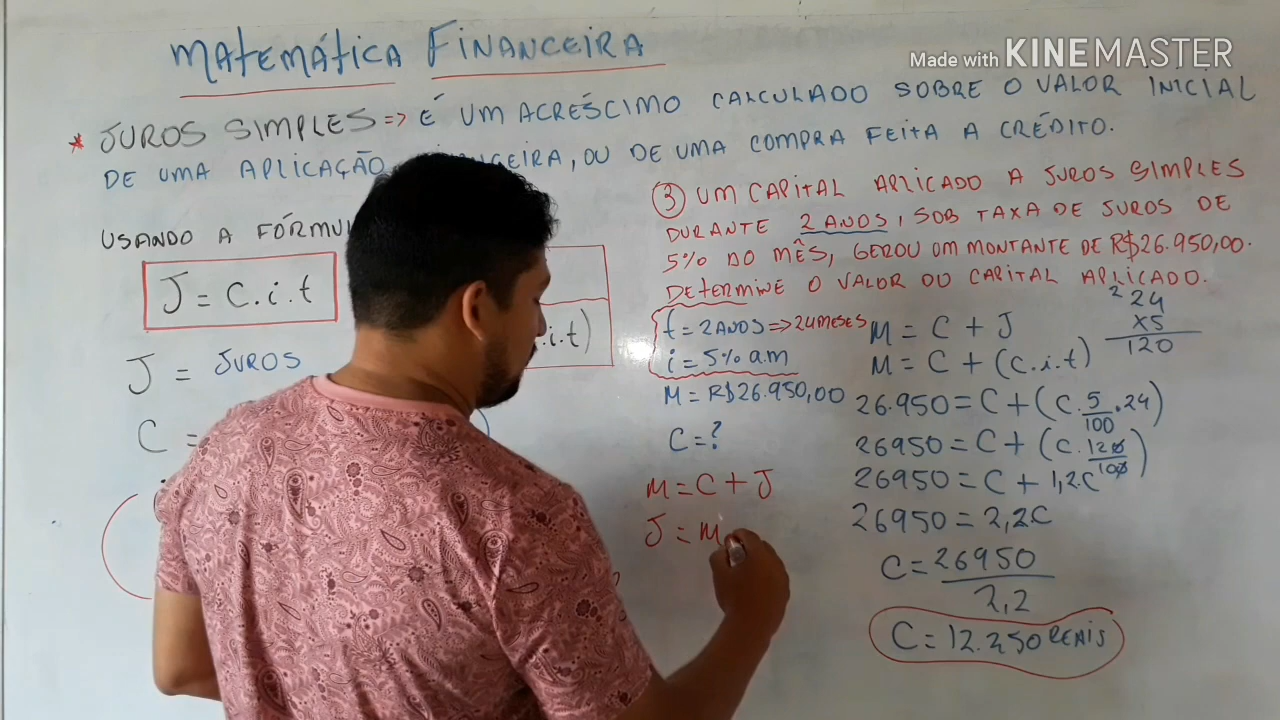 Made with KINEMASTER
MATEMÁTICA FINANCEIRA
* JUROS SIMPLES => É UM ACRÉSCIMO CALCULADO SOBRE O VALOR INICIAL
DE UMA APLICAÇÃO, OU DE UMA COMPRA FEITA A CRÉDITO.
USANDO A
J = C.i.t
.i.t)
J = JUROS
C =
③ UM CAPITAL APLICADO A JUROS SIMPLES
DURANTE 2 ANOS, SOB TAXA DE JUROS DE
5% AO MÊS, GEROU UM MONTANTE DE R$26.950,00.
DETERMINE O VALOR DO CAPITAL APLICADO.
t = 2 ANOS => 24 MESES
i = 5% a.m
M = R$26.950,00
C = ?
M = C + J
J = M
M = C + J
M = C + (C.i.t)
26.950 = C + (C.5/100.24)
26950 = C + (C.120/100)
26950 = C + 1,2C
26950 = 2,2C
C = 26950
2,2
C = 12.250 REAIS
2 24
x5
120